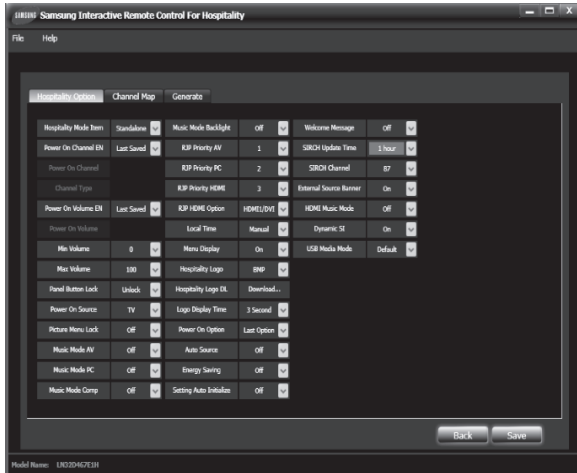 SAMSUNG Samsung Interactive Remote Control For Hospitality
File Help
Hospitality Option Channel Map Generate
Hospitality Mode Item Standalone Music Mode Backlight Off Welcome Message Off
Power On Channel EN Last Saved RJP Priority AV 1 SIRCH Update Time 1 hour
Power On Channel RJP Priority PC 2 SIRCH Channel 87
Channel Type RJP Priority HDMI 3 External Source Banner On
Power On Volume EN Last Saved RJP HDMI Option HDMI1/DVI HDMI Music Mode Off
Power On Volume Local Time Manual Dynamic SI On
Min Volume 0 Menu Display On USB Media Mode Default
Max Volume 100 Hospitality Logo BMP
Panel Button Lock Unlock Hospitality Logo DL Download...
Power On Source TV Logo Display Time 3 Second
Picture Menu Lock Off Power On Option Last Option
Music Mode AV Off Auto Source Off
Music Mode PC Off Energy Saving Off
Music Mode Comp Off Setting Auto Initialize Off
Back Save
Model Name: LN32D467E1H